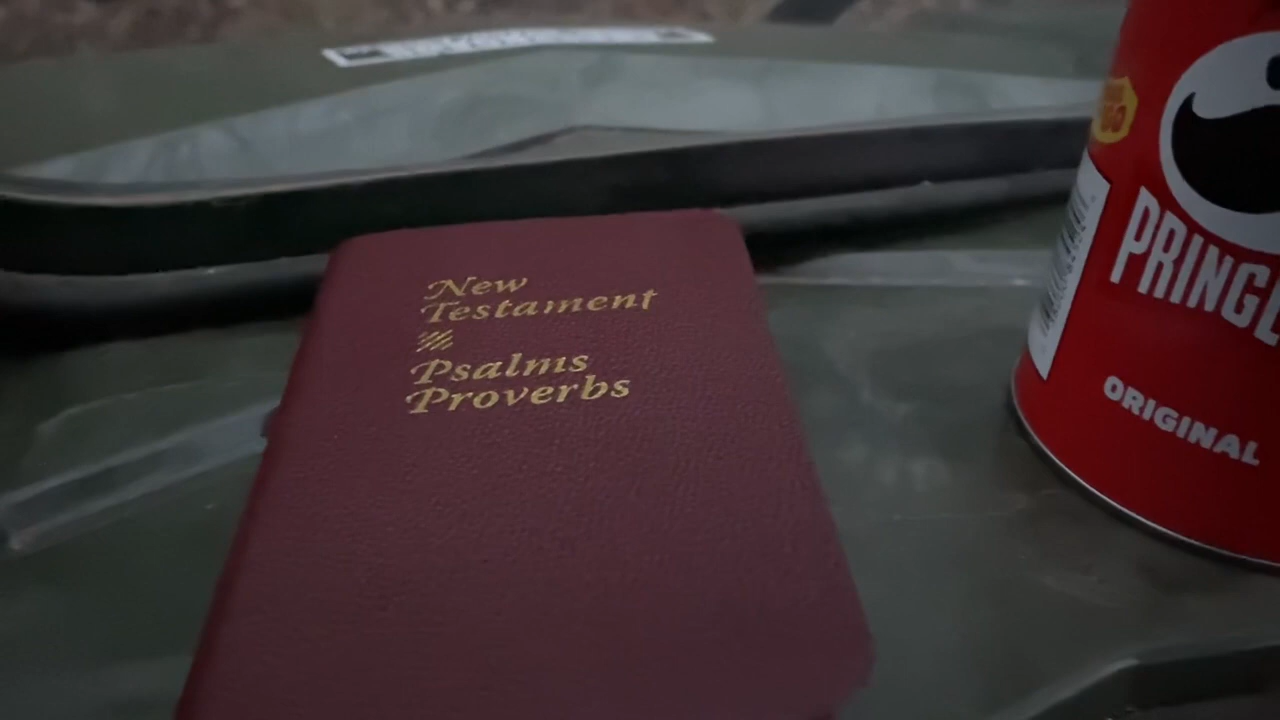 New
Testament
Psalms
Proverbs
PRINGL
ORIGINAL